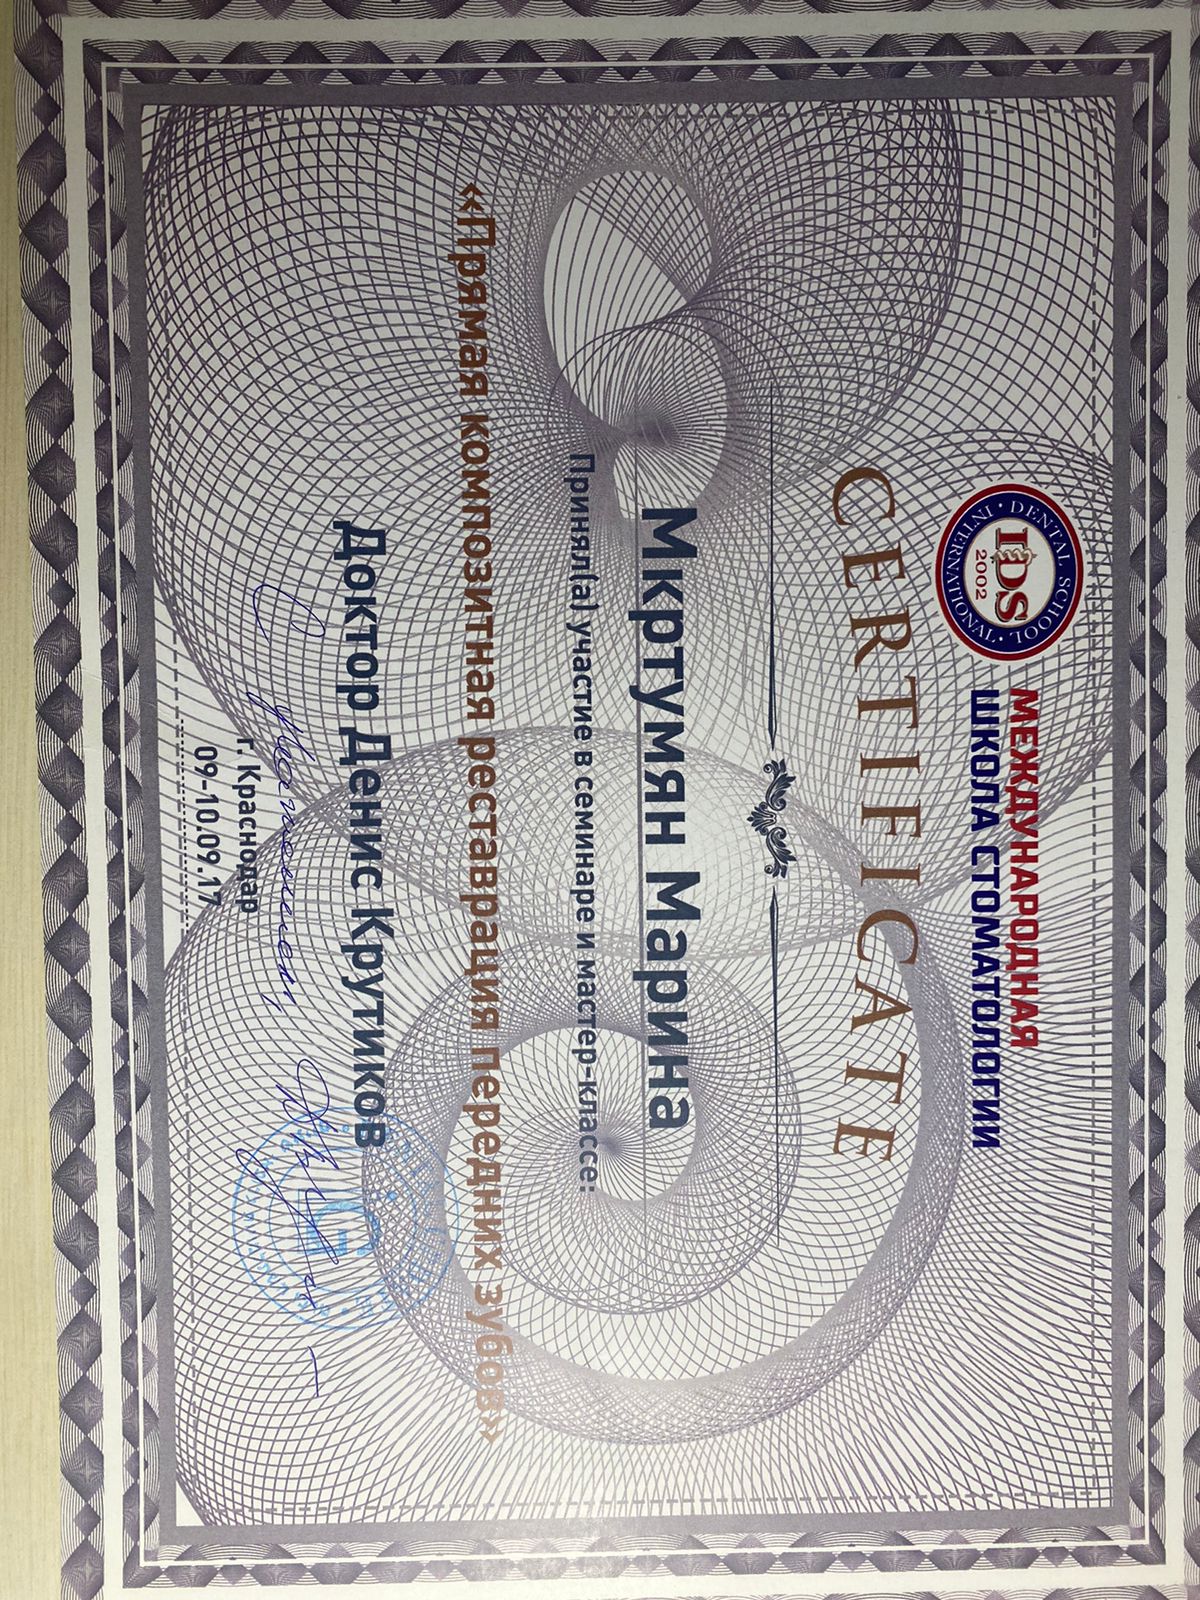 DENTAL SCHOOL
IDS
2002
INTERNATIONAL
МЕЖДУНАРОДНАЯ
ШКОЛА СТОМАТОЛОГИИ
CERTIFICATE
Мкртумян Марина
Принял(а) участие в семинаре и мастер-классе:
«Прямая композитная реставрация передних зубов»
Доктор Денис Крутиков
С уважением,
г. Краснодар
09-10.09.17